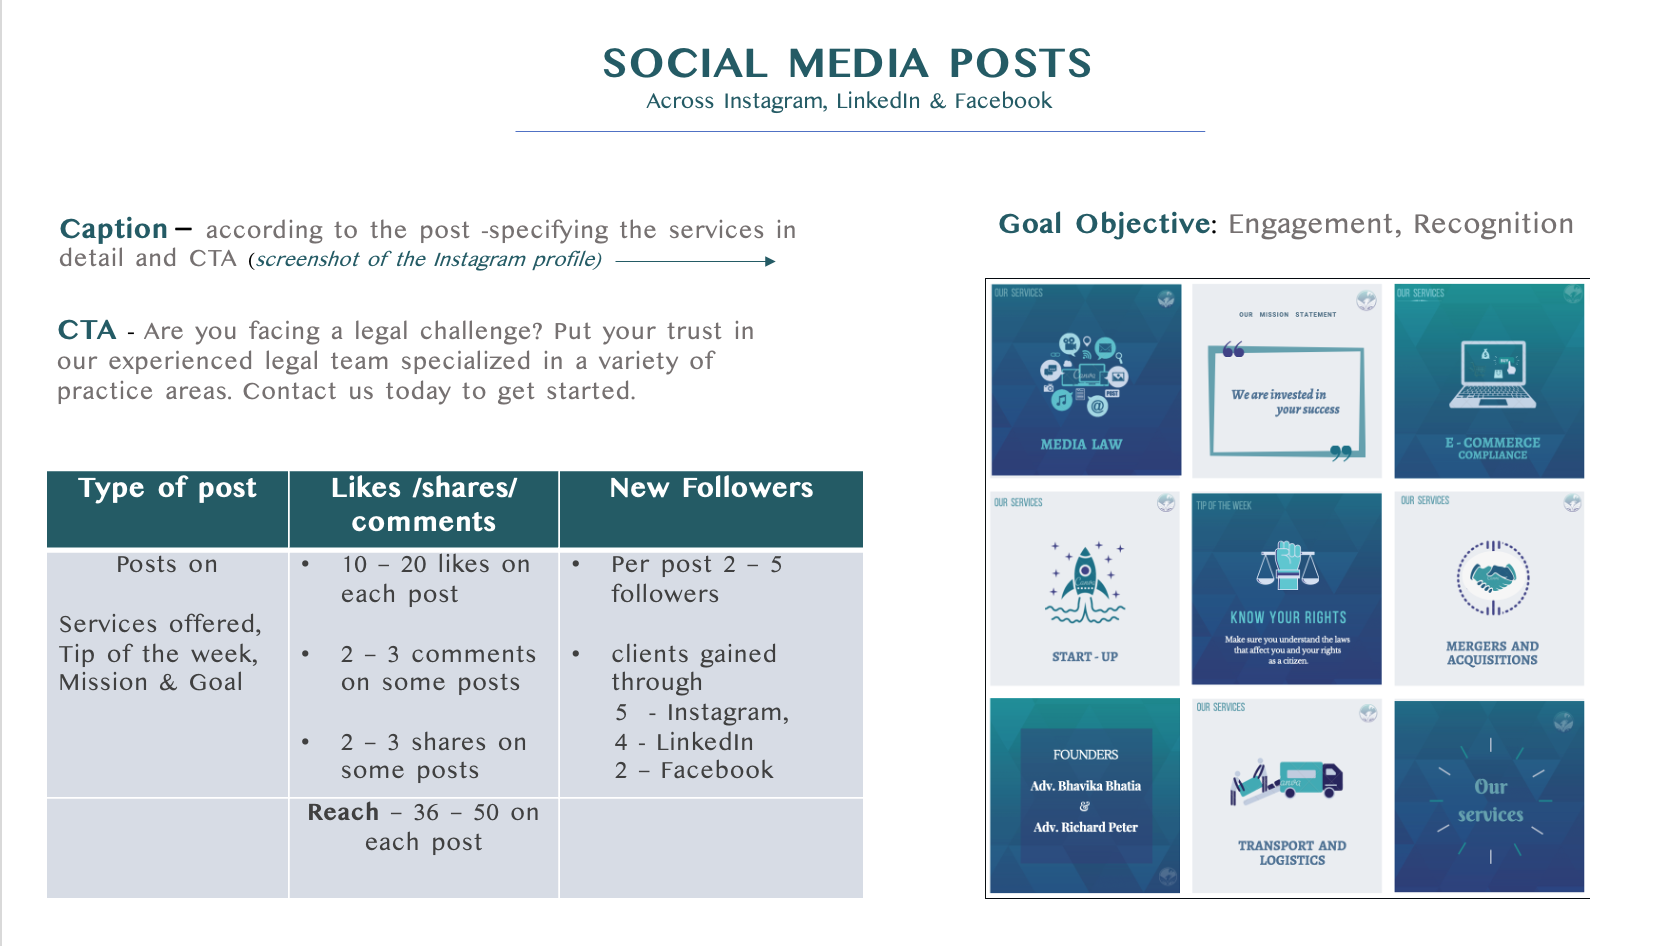 SOCIAL MEDIA POSTS
Across Instagram, LinkedIn & Facebook
Caption – according to the post -specifying the services in
detail and CTA (screenshot of the Instagram profile)
CTA - Are you facing a legal challenge? Put your trust in
our experienced legal team specialized in a variety of
practice areas. Contact us today to get started.
Type of post
Likes /shares/
comments
New Followers
Posts on
Services offered,
Tip of the week,
Mission & Goal
• 10 – 20 likes on
each post
• 2 – 3 comments
on some posts
• 2 – 3 shares on
some posts
• Per post 2 – 5
followers
• clients gained
through
5 - Instagram,
4 - LinkedIn
2 – Facebook
Reach – 36 – 50 on
each post
Goal Objective: Engagement, Recognition
OUR SERVICES
POST
MEDIA LAW
OUR MISSION STATEMENT
“
We are invested in
your success
”
OUR SERVICES
E - COMMERCE
COMPLIANCE
OUR SERVICES
START - UP
TIP OF THE WEEK
KNOW YOUR RIGHTS
Make sure you understand the laws
that affect you and your rights
as a citizen.
OUR SERVICES
MERGERS AND
ACQUISITIONS
FOUNDERS
Adv. Bhavika Bhatia
&
Adv. Richard Peter
OUR SERVICES
TRANSPORT AND
LOGISTICS
Our
services